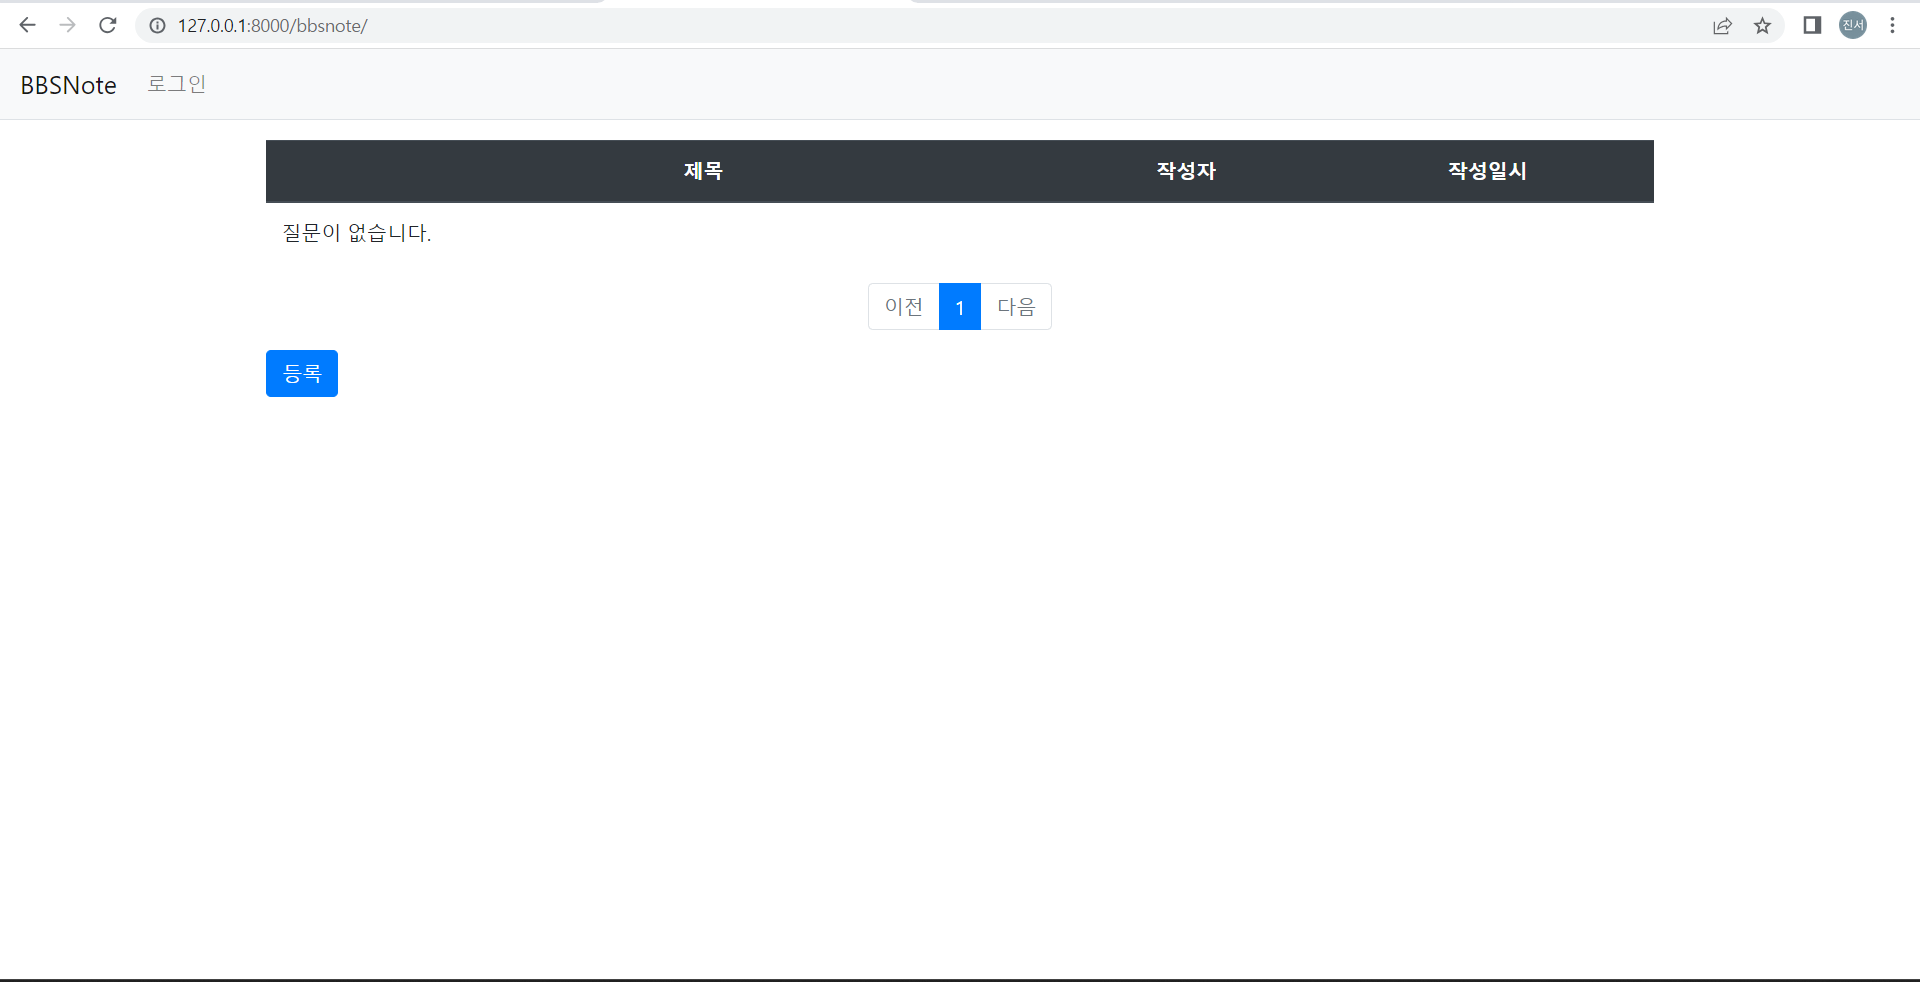 127.0.0.1:8000/bbsnote/
진서
BBSNote 로그인
제목 작성자 작성일시
질문이 없습니다.
이전 1 다음
등록